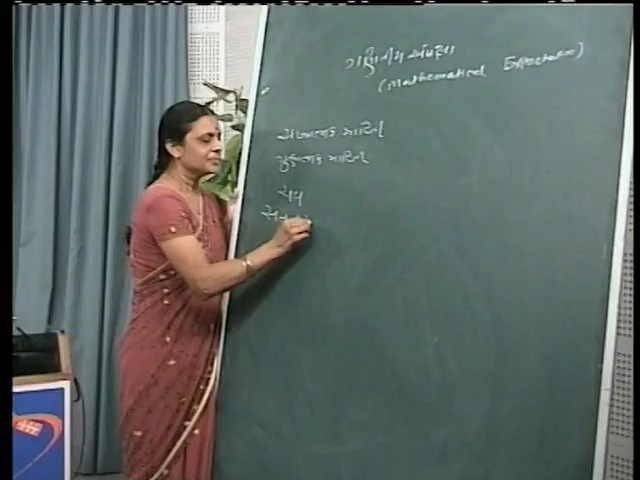 ગાણિતીય અપેક્ષા
(Mathematical Expectation)
સંખ્યાત્મક માહિતી
ગુણાત્મક માહિતી
ચલ